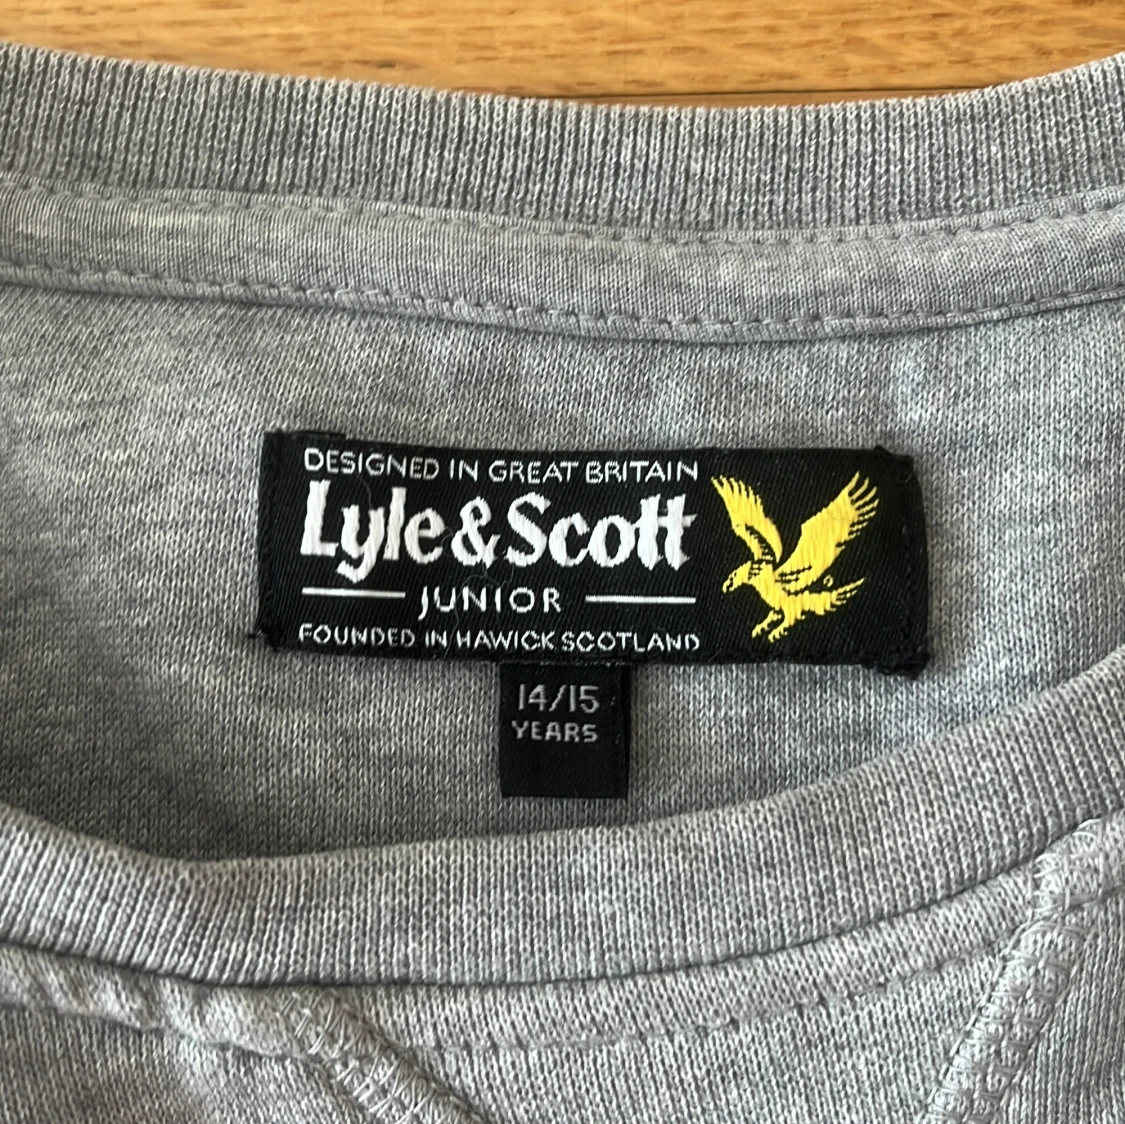 DESIGNED IN GREAT BRITAIN
Lyle & Scott
JUNIOR
FOUNDED IN HAWICK SCOTLAND
14/15
YEARS